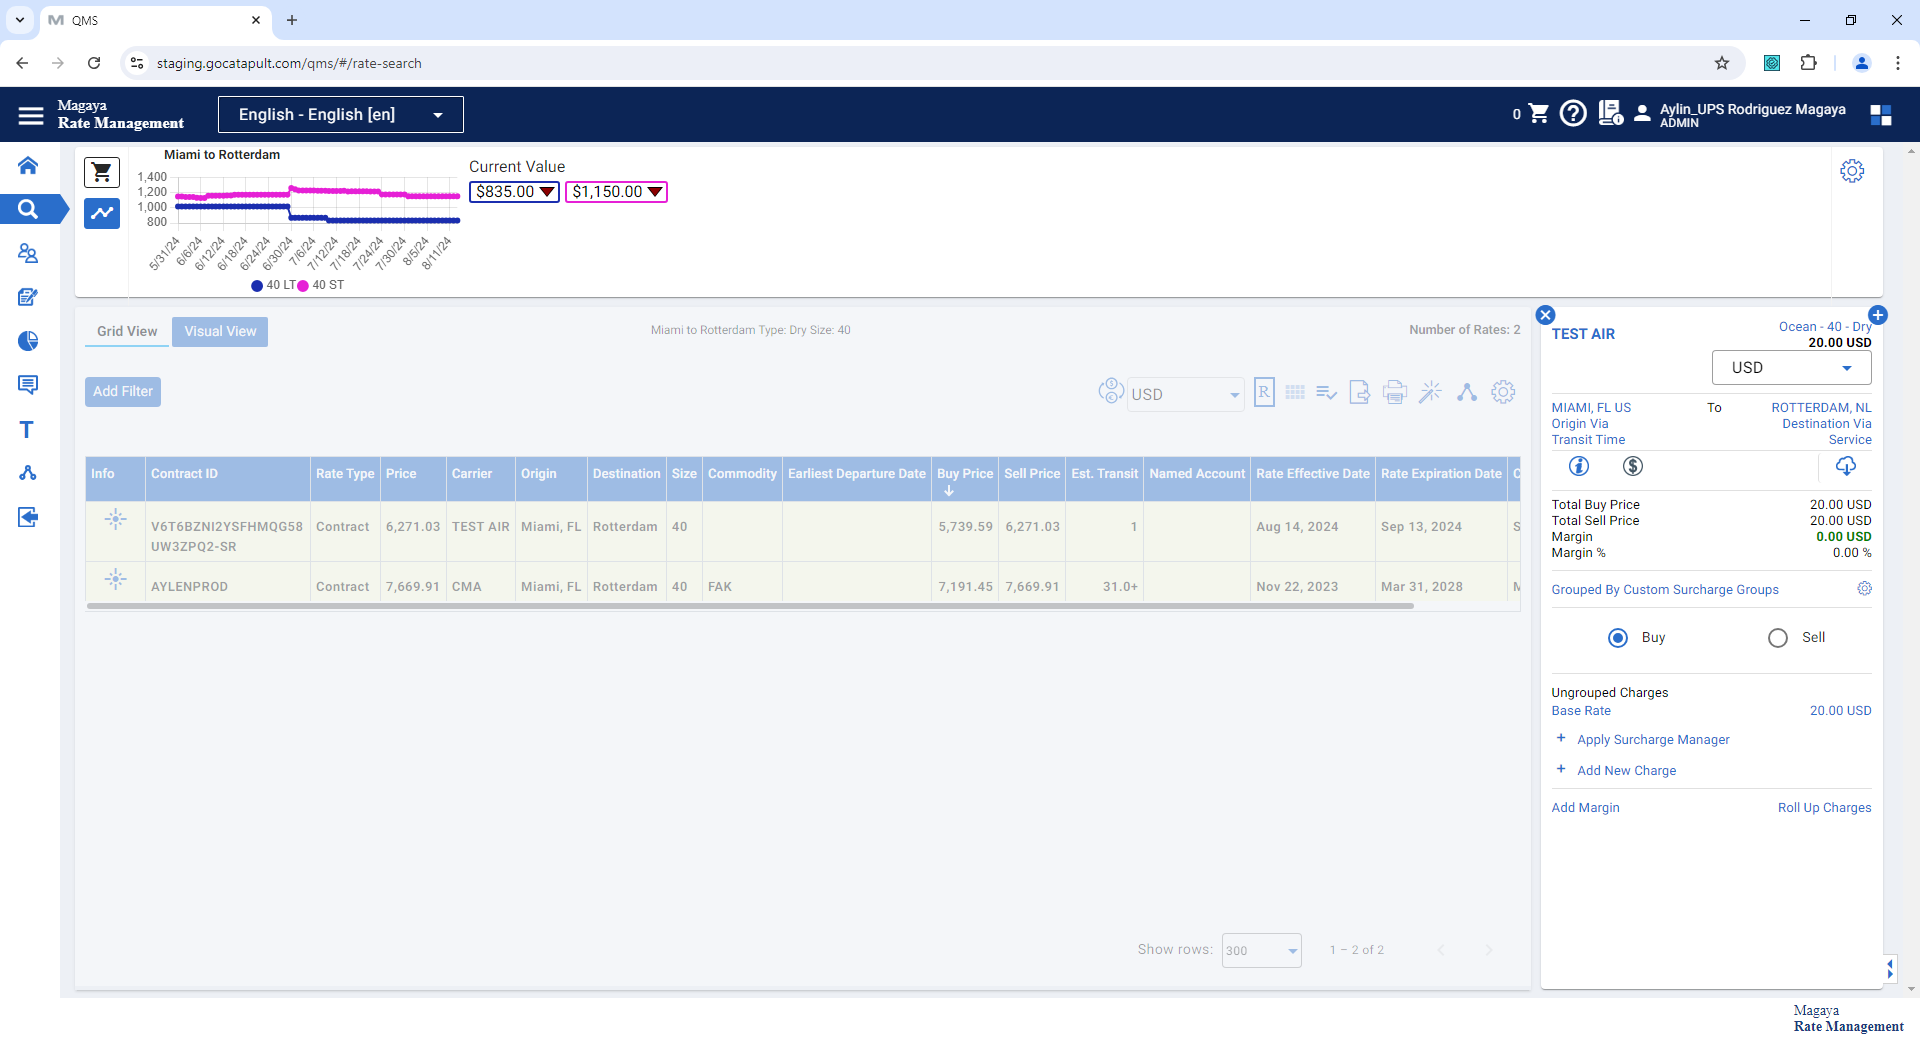 QMS
staging.gocatapult.com/qms/#/rate-search
Magaya
Rate Management
English - English [en]
0
Aylin_UPS Rodriguez Magaya
ADMIN
Miami to Rotterdam
1,400
1,200
1,000
800
5/31/24
6/6/24
6/12/24
6/18/24
6/24/24
6/30/24
7/6/24
7/12/24
7/18/24
7/24/24
7/30/24
8/5/24
8/11/24
40 LT
40 ST
Current Value
$835.00
$1,150.00
Grid View
Visual View
Miami to Rotterdam Type: Dry Size: 40
Number of Rates: 2
Add Filter
USD
R
Info Contract ID Rate Type Price Carrier Origin Destination Size Commodity Earliest Departure Date Buy Price Sell Price Est. Transit Named Account Rate Effective Date Rate Expiration Date C
V6T6BZNI2YSFHMQG58 Contract 6,271.03 TEST AIR Miami, FL Rotterdam 40 5,739.59 6,271.03 1 Aug 14, 2024 Sep 13, 2024 S
UW3ZPQ2-SR
AYLENPROD Contract 7,669.91 CMA Miami, FL Rotterdam 40 FAK 7,191.45 7,669.91 31.0+ Nov 22, 2023 Mar 31, 2028 M
Show rows: 300 1 – 2 of 2
TEST AIR
Ocean - 40 - Dry
20.00 USD
USD
MIAMI, FL US To ROTTERDAM, NL
Origin Via Destination Via
Transit Time Service
Total Buy Price 20.00 USD
Total Sell Price 20.00 USD
Margin 0.00 USD
Margin % 0.00 %
Grouped By Custom Surcharge Groups
Buy Sell
Ungrouped Charges
Base Rate 20.00 USD
+ Apply Surcharge Manager
+ Add New Charge
Add Margin Roll Up Charges
Magaya
Rate Management